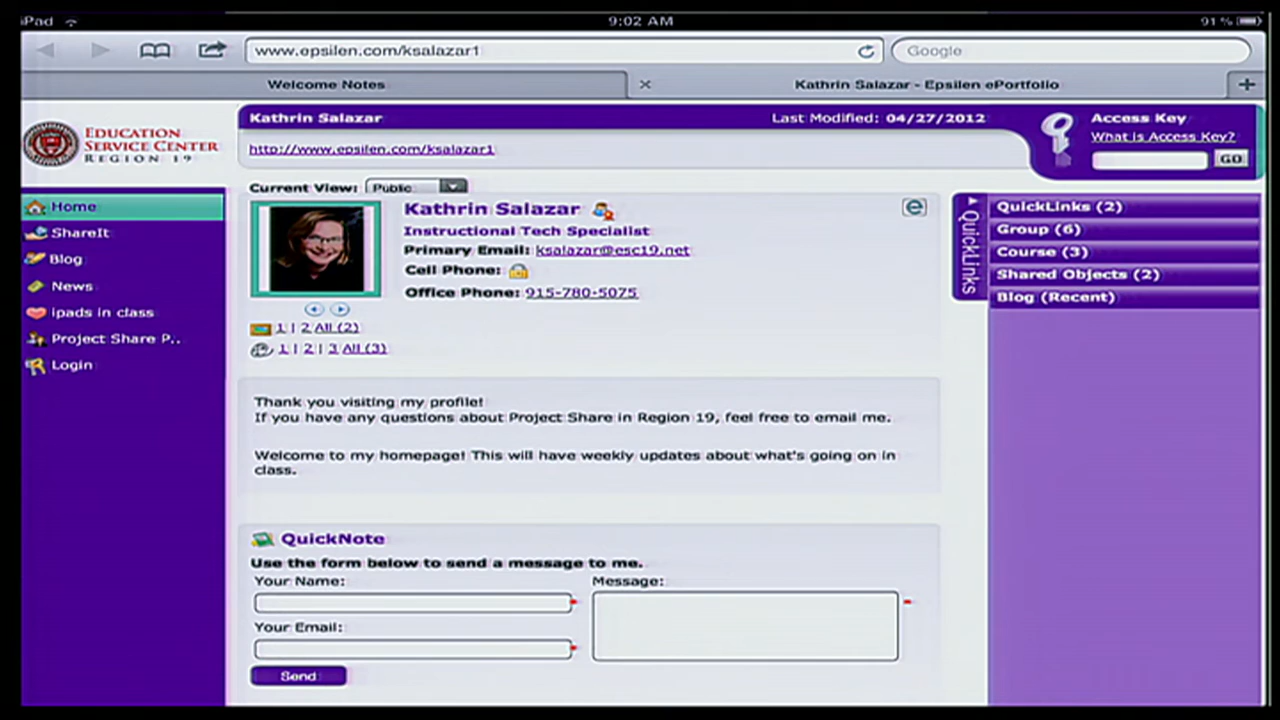 iPad
9:02 AM
91 %
www.epsilen.com/ksalazar1
Google
Welcome Notes
Kathrin Salazar - Epsilen ePortfolio
EDUCATION
SERVICE CENTER
REGION 19
Kathrin Salazar
Last Modified: 04/27/2012
http://www.epsilen.com/ksalazar1
Access Key
What is Access Key?
GO
Current View: Public
Home
ShareIt
Blog
News
ipads in class
Project Share P..
Login
Kathrin Salazar
Instructional Tech Specialist
Primary Email: ksalazar@esc19.net
Cell Phone:
Office Phone: 915-780-5075
1 | 2 All (2)
1 | 2 | 3 All (3)
QuickLinks
QuickLinks (2)
Group (6)
Course (3)
Shared Objects (2)
Blog (Recent)
Thank you visiting my profile!
If you have any questions about Project Share in Region 19, feel free to email me.
Welcome to my homepage! This will have weekly updates about what's going on in
class.
QuickNote
Use the form below to send a message to me.
Your Name:
Message:
Your Email:
Send